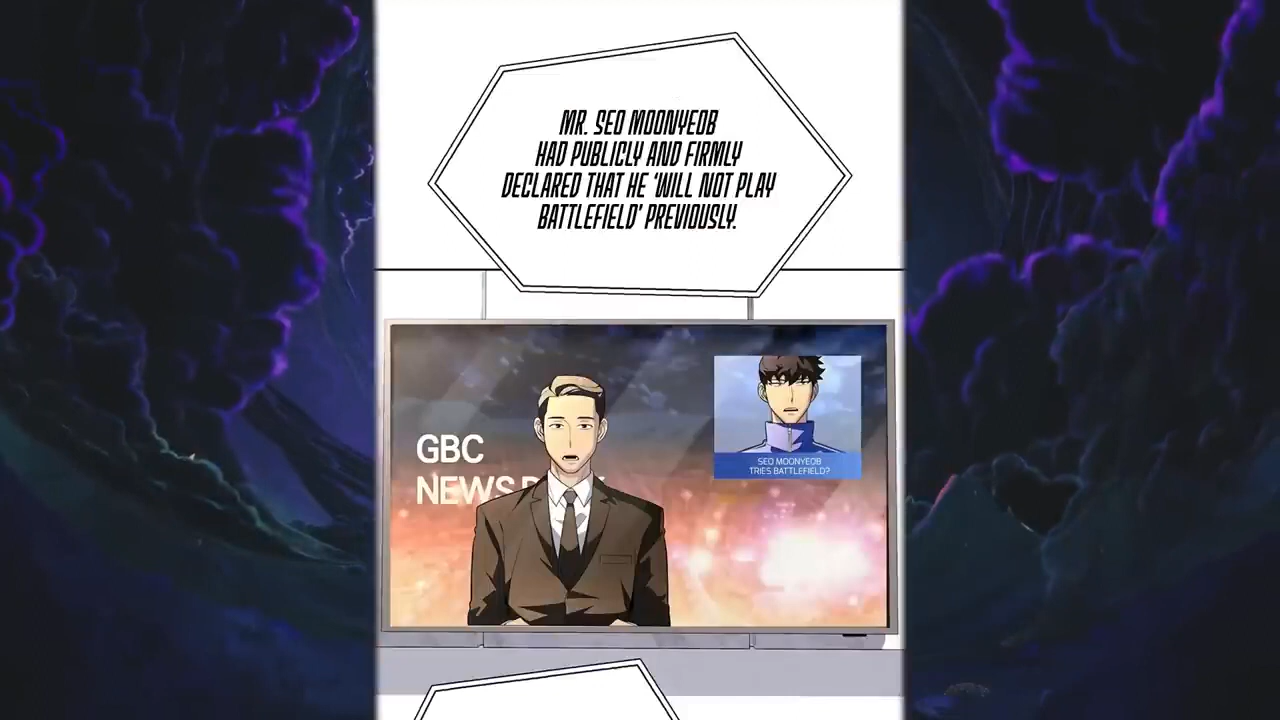 MR. SEO MOONYEOB
HAD PUBLICLY AND FIRMLY
DECLARED THAT HE 'WILL NOT PLAY
BATTLEFIELD' PREVIOUSLY.
GBC
NEWS
SEO MOONYEOB
TRIES BATTLEFIELD?